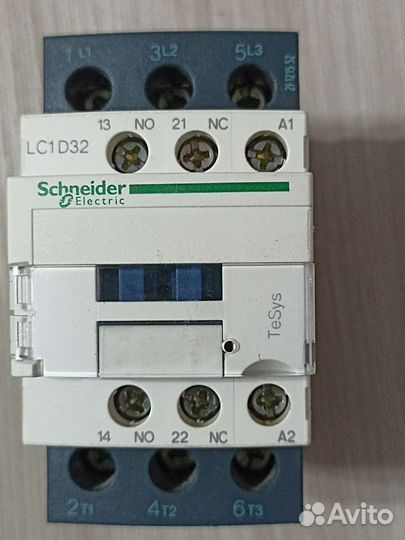 1 L1 3 L2 5 L3
13 NO 21 NC A1
LC1D32
Schneider
Electric
TeSys
14 NO 22 NC A2
2 T1 4 T2 6 T3
Avito